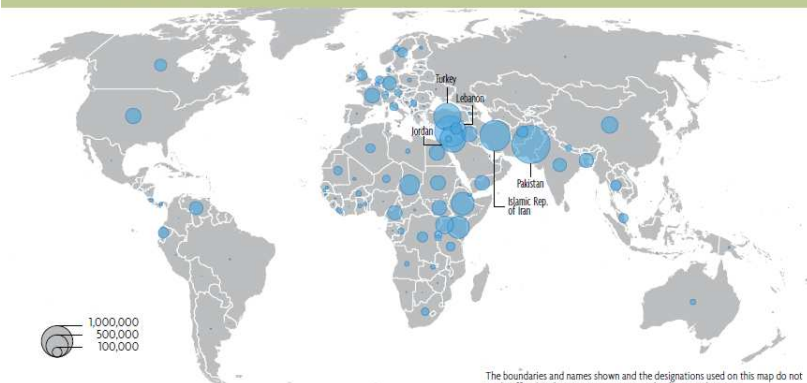 Turkey
Lebanon
Jordan
Pakistan
Islamic Rep.
of Iran
1,000,000
500,000
100,000
The boundaries and names shown and the designations used on this map do not